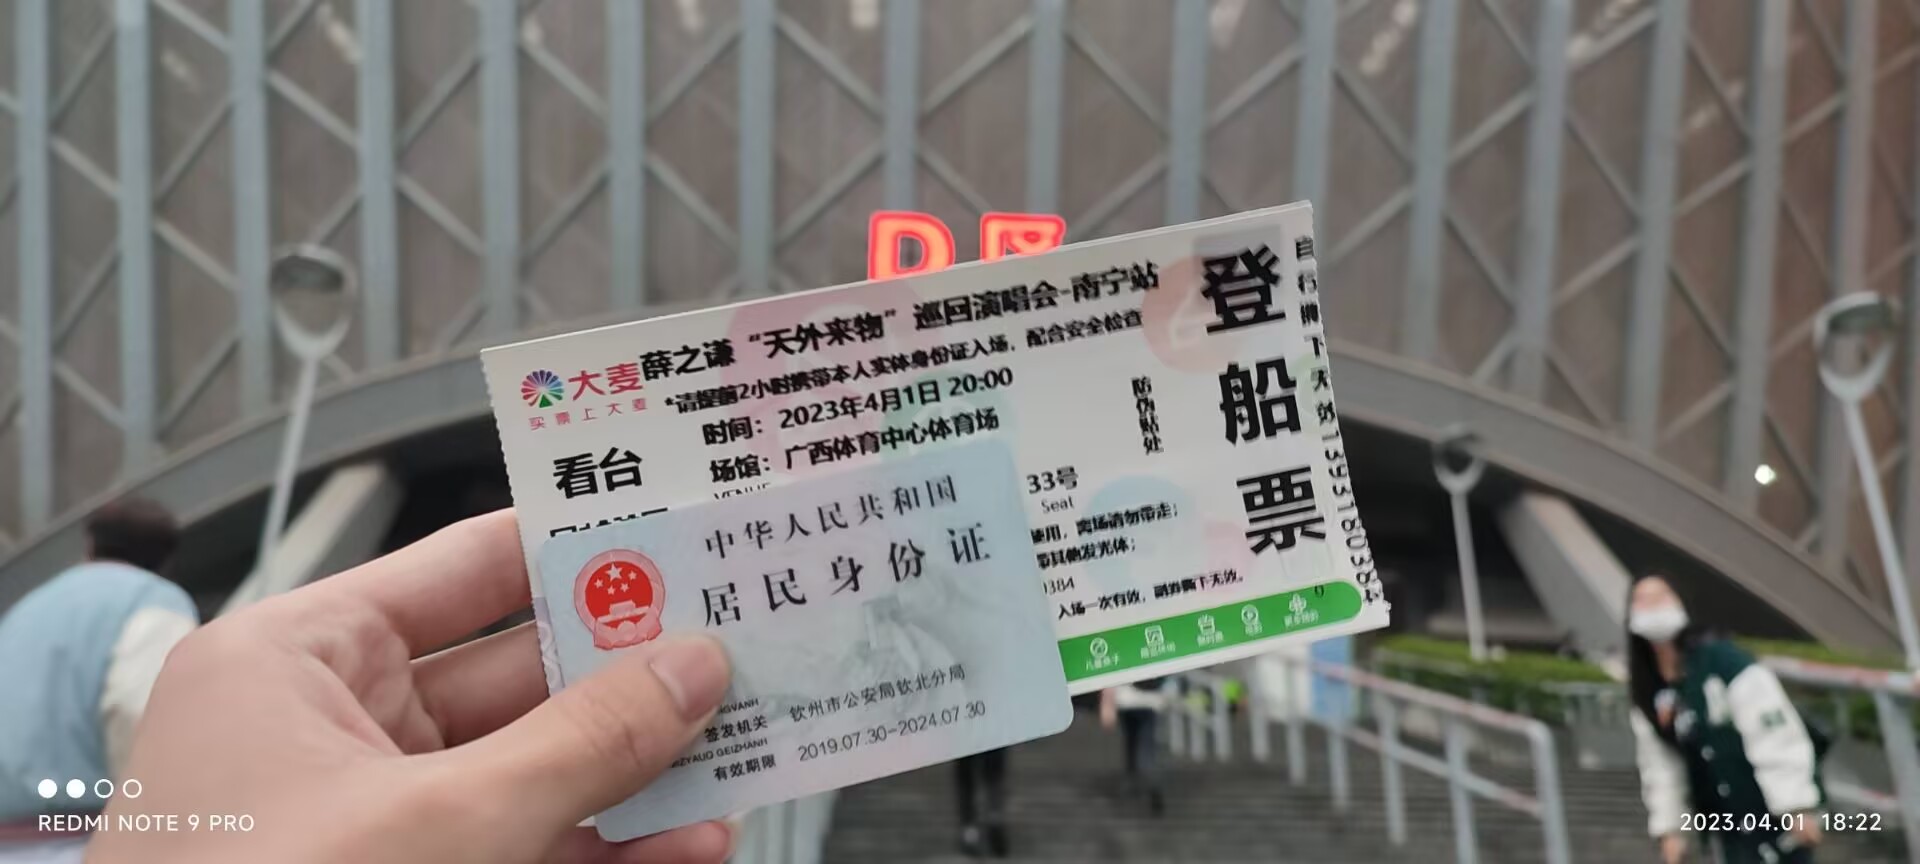 D区
大麦
买票上大麦
薛之谦“天外来物”巡回演唱会-南宁站
*请提前2小时携带本人实体身份证入场，配合安全检查
时间：2023年4月1日 20:00
场馆：广西体育中心体育场
VENUE
看台
33号
Seat
使用，离场请勿带走；
带其他发光体；
0384
入场一次有效，副券撕下无效。
防伪贴处
登船票
自行撕下无效
中华人民共和国
居民身份证
签发机关 钦州市公安局钦北分局
有效期限 2019.07.30-2024.07.30
REDMI NOTE 9 PRO
2023.04.01 18:22